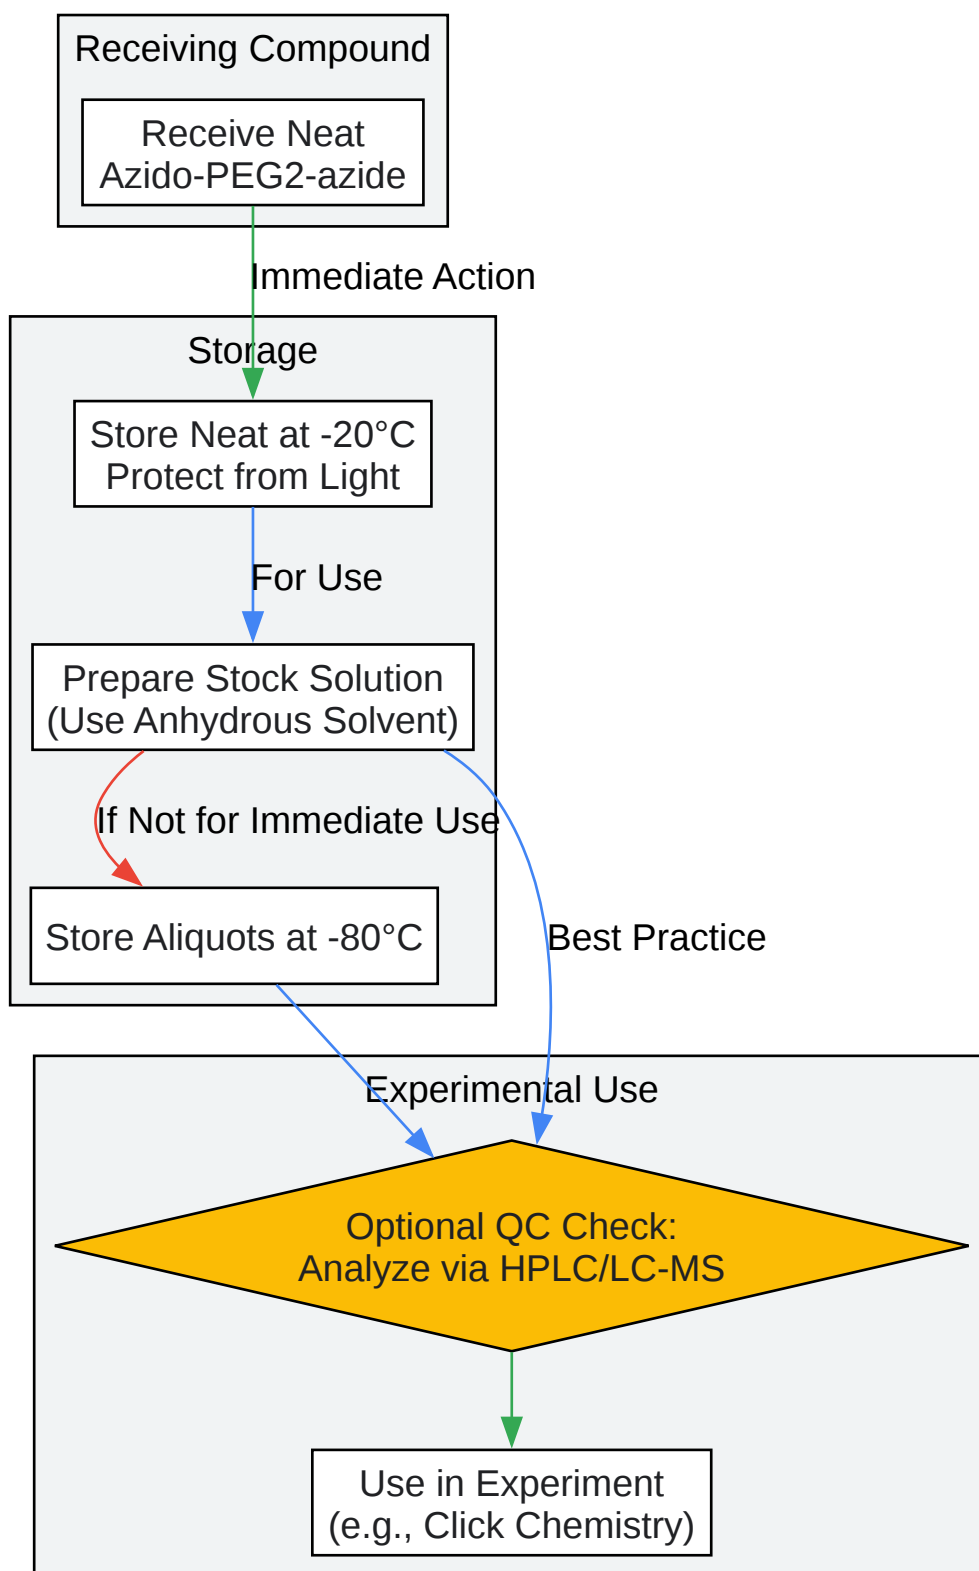 Receiving Compound
Receive Neat
Azido-PEG2-azide
Immediate Action
Storage
Store Neat at -20°C
Protect from Light
For Use
Prepare Stock Solution
(Use Anhydrous Solvent)
If Not for Immediate Use
Store Aliquots at -80°C
Best Practice
Experimental Use
Optional QC Check:
Analyze via HPLC/LC-MS
Use in Experiment
(e.g., Click Chemistry)